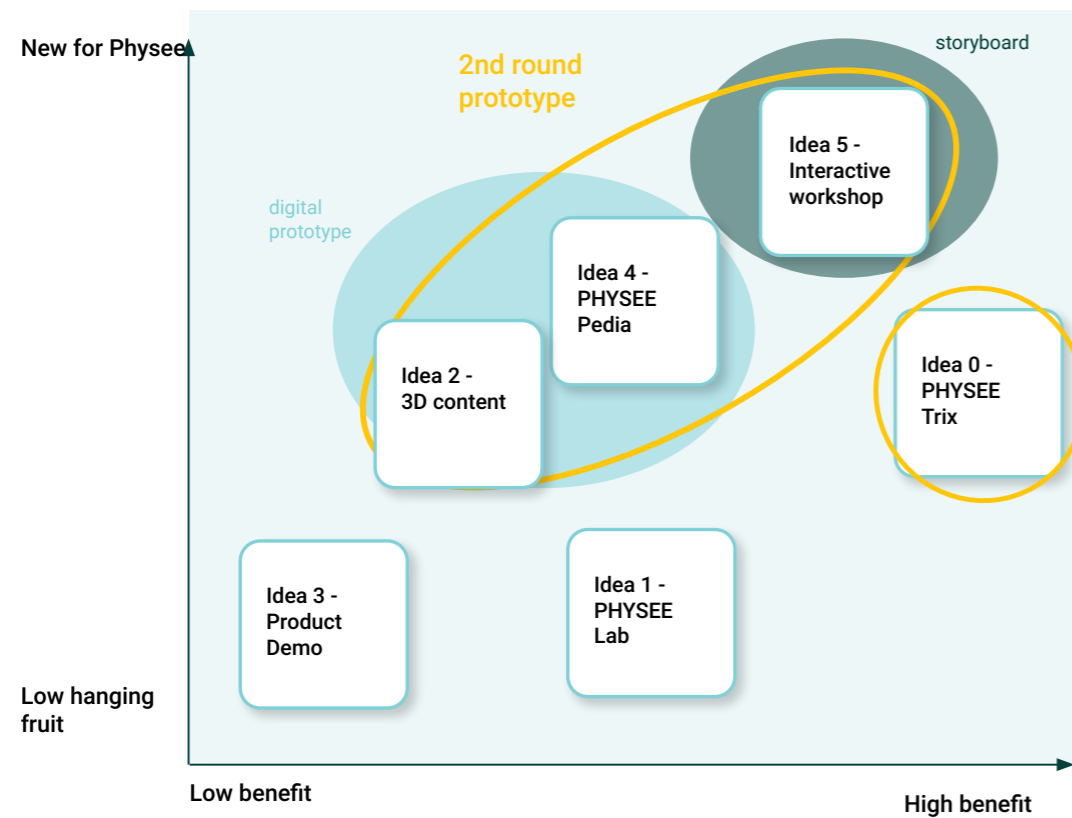 New for Physee
2nd round
prototype
storyboard
Idea 5 -
Interactive
workshop
digital
prototype
Idea 4 -
PHYSEE
Pedia
Idea 2 -
3D content
Idea 0 -
PHYSEE
Trix
Idea 3 -
Product
Demo
Idea 1 -
PHYSEE
Lab
Low hanging
fruit
Low benefit
High benefit